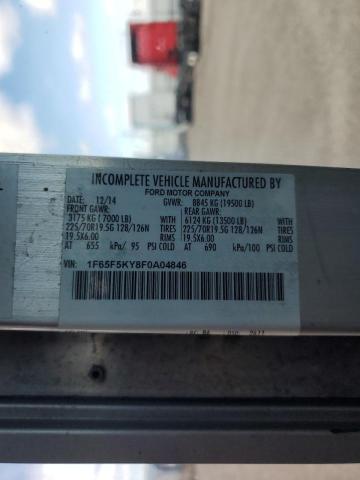 INCOMPLETE VEHICLE MANUFACTURED BY
FORD MOTOR COMPANY
DATE: 12/14 GVWR: 8845 KG (19500 LB)
FRONT GAWR: REAR GAWR:
3175 KG (7000 LB) WITH 6124 KG (13500 LB) WITH
225/70R19.5G 128/126N TIRES 225/70R19.5G 128/126N TIRES
19.5X6.00 RIMS 19.5X6.00 RIMS
AT 655 kPa/ 95 PSI COLD AT 690 kPa/ 100 PSI COLD
VIN: 1F65F5KY8F0A04846